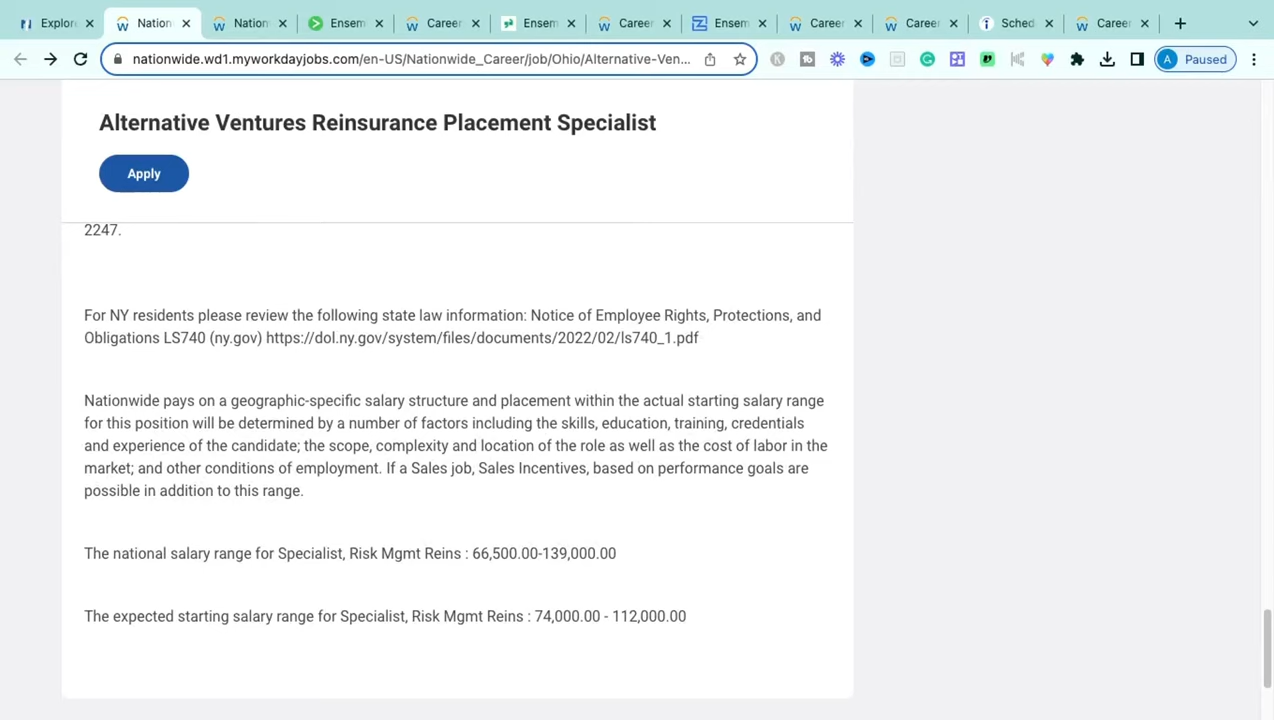 Explor
Nation
Nation
Ensem
Career
Ensem
Career
Ensem
Career
Career
Sched
Career
nationwide.wd1.myworkdayjobs.com/en-US/Nationwide_Career/job/Ohio/Alternative-Ven...
A Paused
Alternative Ventures Reinsurance Placement Specialist
Apply
2247.
For NY residents please review the following state law information: Notice of Employee Rights, Protections, and
Obligations LS740 (ny.gov) https://dol.ny.gov/system/files/documents/2022/02/ls740_1.pdf
Nationwide pays on a geographic-specific salary structure and placement within the actual starting salary range
for this position will be determined by a number of factors including the skills, education, training, credentials
and experience of the candidate; the scope, complexity and location of the role as well as the cost of labor in the
market; and other conditions of employment. If a Sales job, Sales Incentives, based on performance goals are
possible in addition to this range.
The national salary range for Specialist, Risk Mgmt Reins : 66,500.00-139,000.00
The expected starting salary range for Specialist, Risk Mgmt Reins : 74,000.00 - 112,000.00